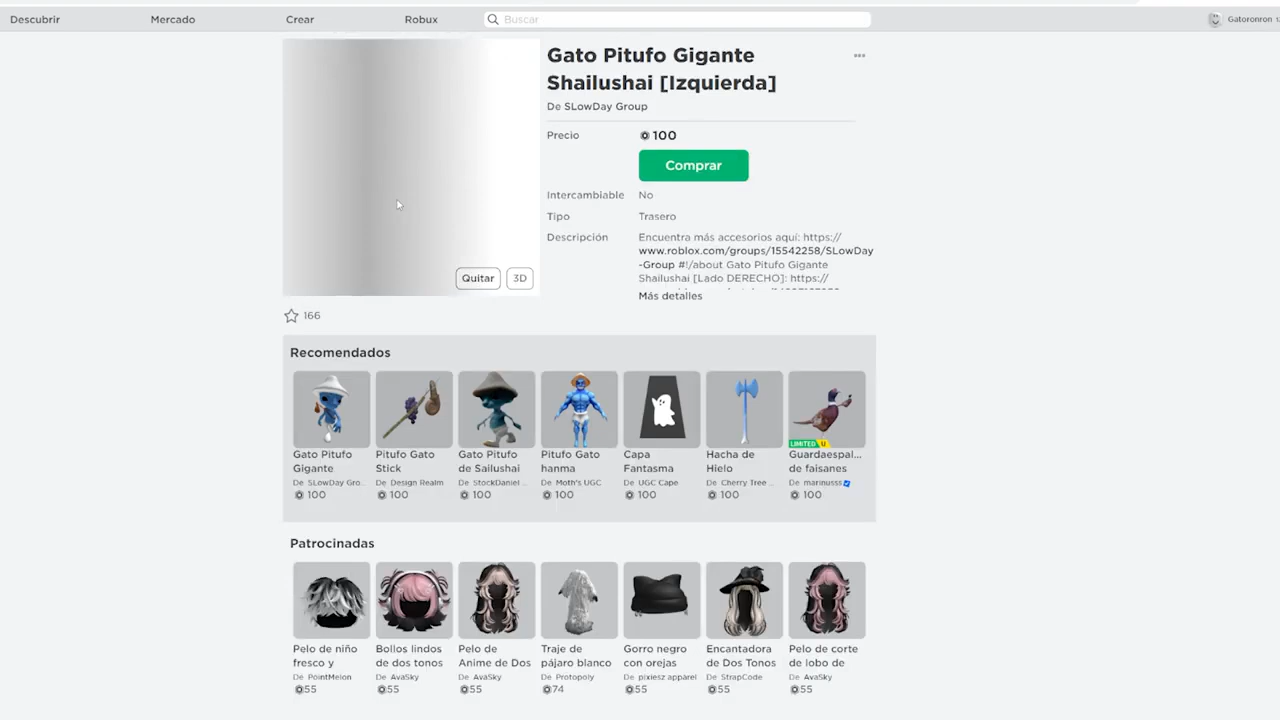 Descubrir
Mercado
Crear
Robux
Buscar
Gatoronron
Gato Pitufo Gigante
Shailushai [Izquierda]
De SLowDay Group
Precio
100
Comprar
Intercambiable
No
Tipo
Trasero
Descripción
Encuentra más accesorios aquí: https://
www.roblox.com/groups/15542258/SLowDay
-Group #!/about Gato Pitufo Gigante
Shailushai [Lado DERECHO]: https://
Más detalles
Quitar
3D
166
Recomendados
LIMITED U
Gato Pitufo
Gigante
De SLowDay Gro...
100
Pitufo Gato
Stick
De Design Realm
100
Gato Pitufo
de Sailushai
De StockDaniel ...
100
Pitufo Gato
hanma
De Moth's UGC
100
Capa
Fantasma
De UGC Cape
100
Hacha de
Hielo
De Cherry Tree ...
100
Guardaespal...
de faisanes
De marinusss
100
Patrocinadas
Pelo de niño
fresco y
De PointMelon
55
Bollos lindos
de dos tonos
De AvaSky
55
Pelo de
Anime de Dos
De AvaSky
55
Traje de
pájaro blanco
De Protopoly
74
Gorro negro
con orejas
De pixiesz apparel
55
Encantadora
de Dos Tonos
De StrapCode
55
Pelo de corte
de lobo de
De AvaSky
55